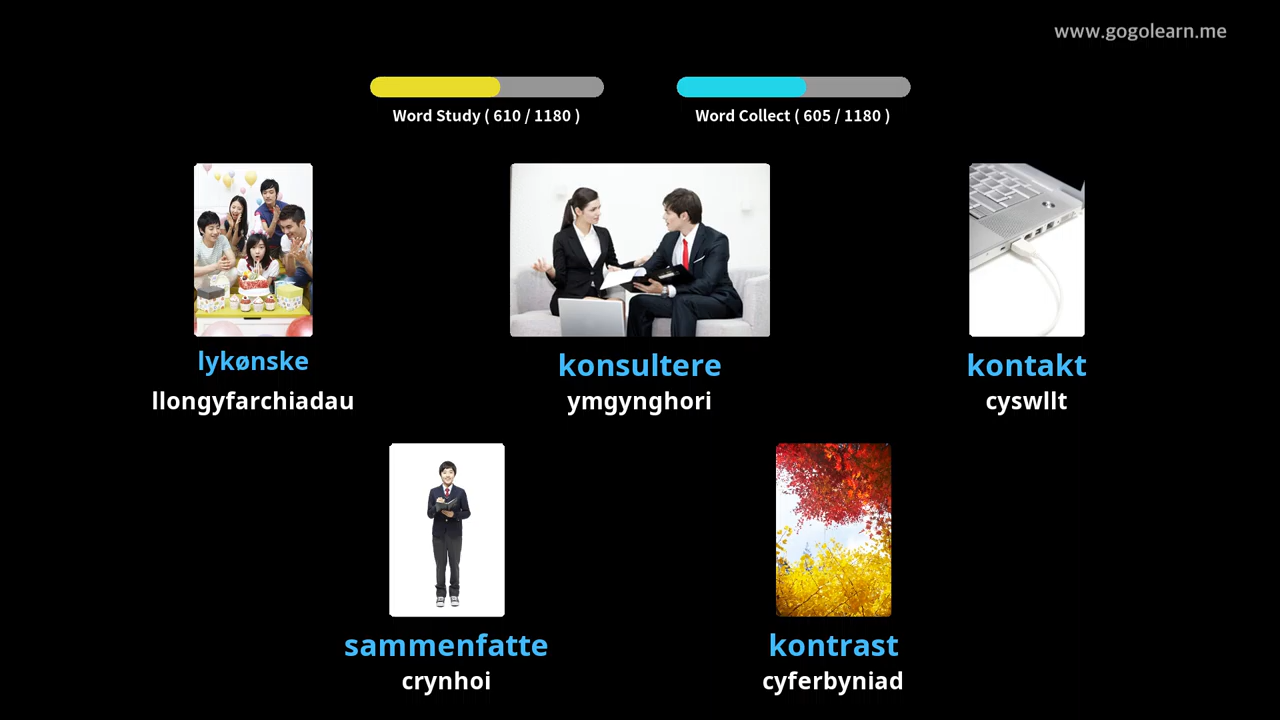 www.gogolearn.me
Word Study ( 610 / 1180 )
Word Collect ( 605 / 1180 )
lykønske
llongyfarchiadau
konsultere
ymgynghori
kontakt
cyswllt
sammenfatte
crynhoi
kontrast
cyferbyniad